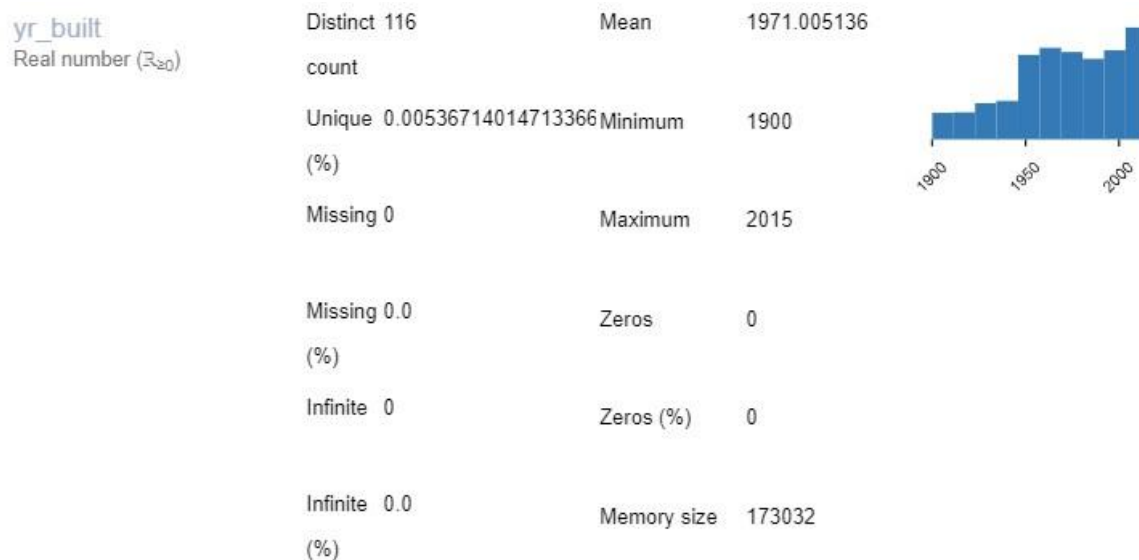 yr_built
Real number (ℝ≥0)
Distinct 116
count
Unique 0.00536714014713366
(%)
Missing 0
Missing 0.0
(%)
Infinite 0
Infinite 0.0
(%)
Mean 1971.005136
Minimum 1900
Maximum 2015
Zeros 0
Zeros (%) 0
Memory size 173032
1900
1950
2000